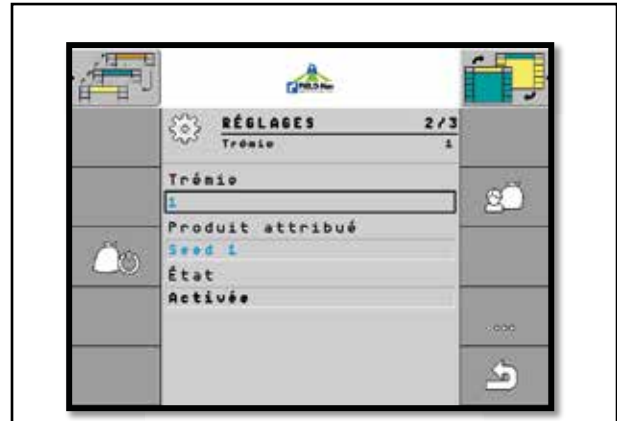 RÉGLAGES 2/3
Trémie 1
Trémie
1
Produit attribué
Seed 1
État
Activée
...